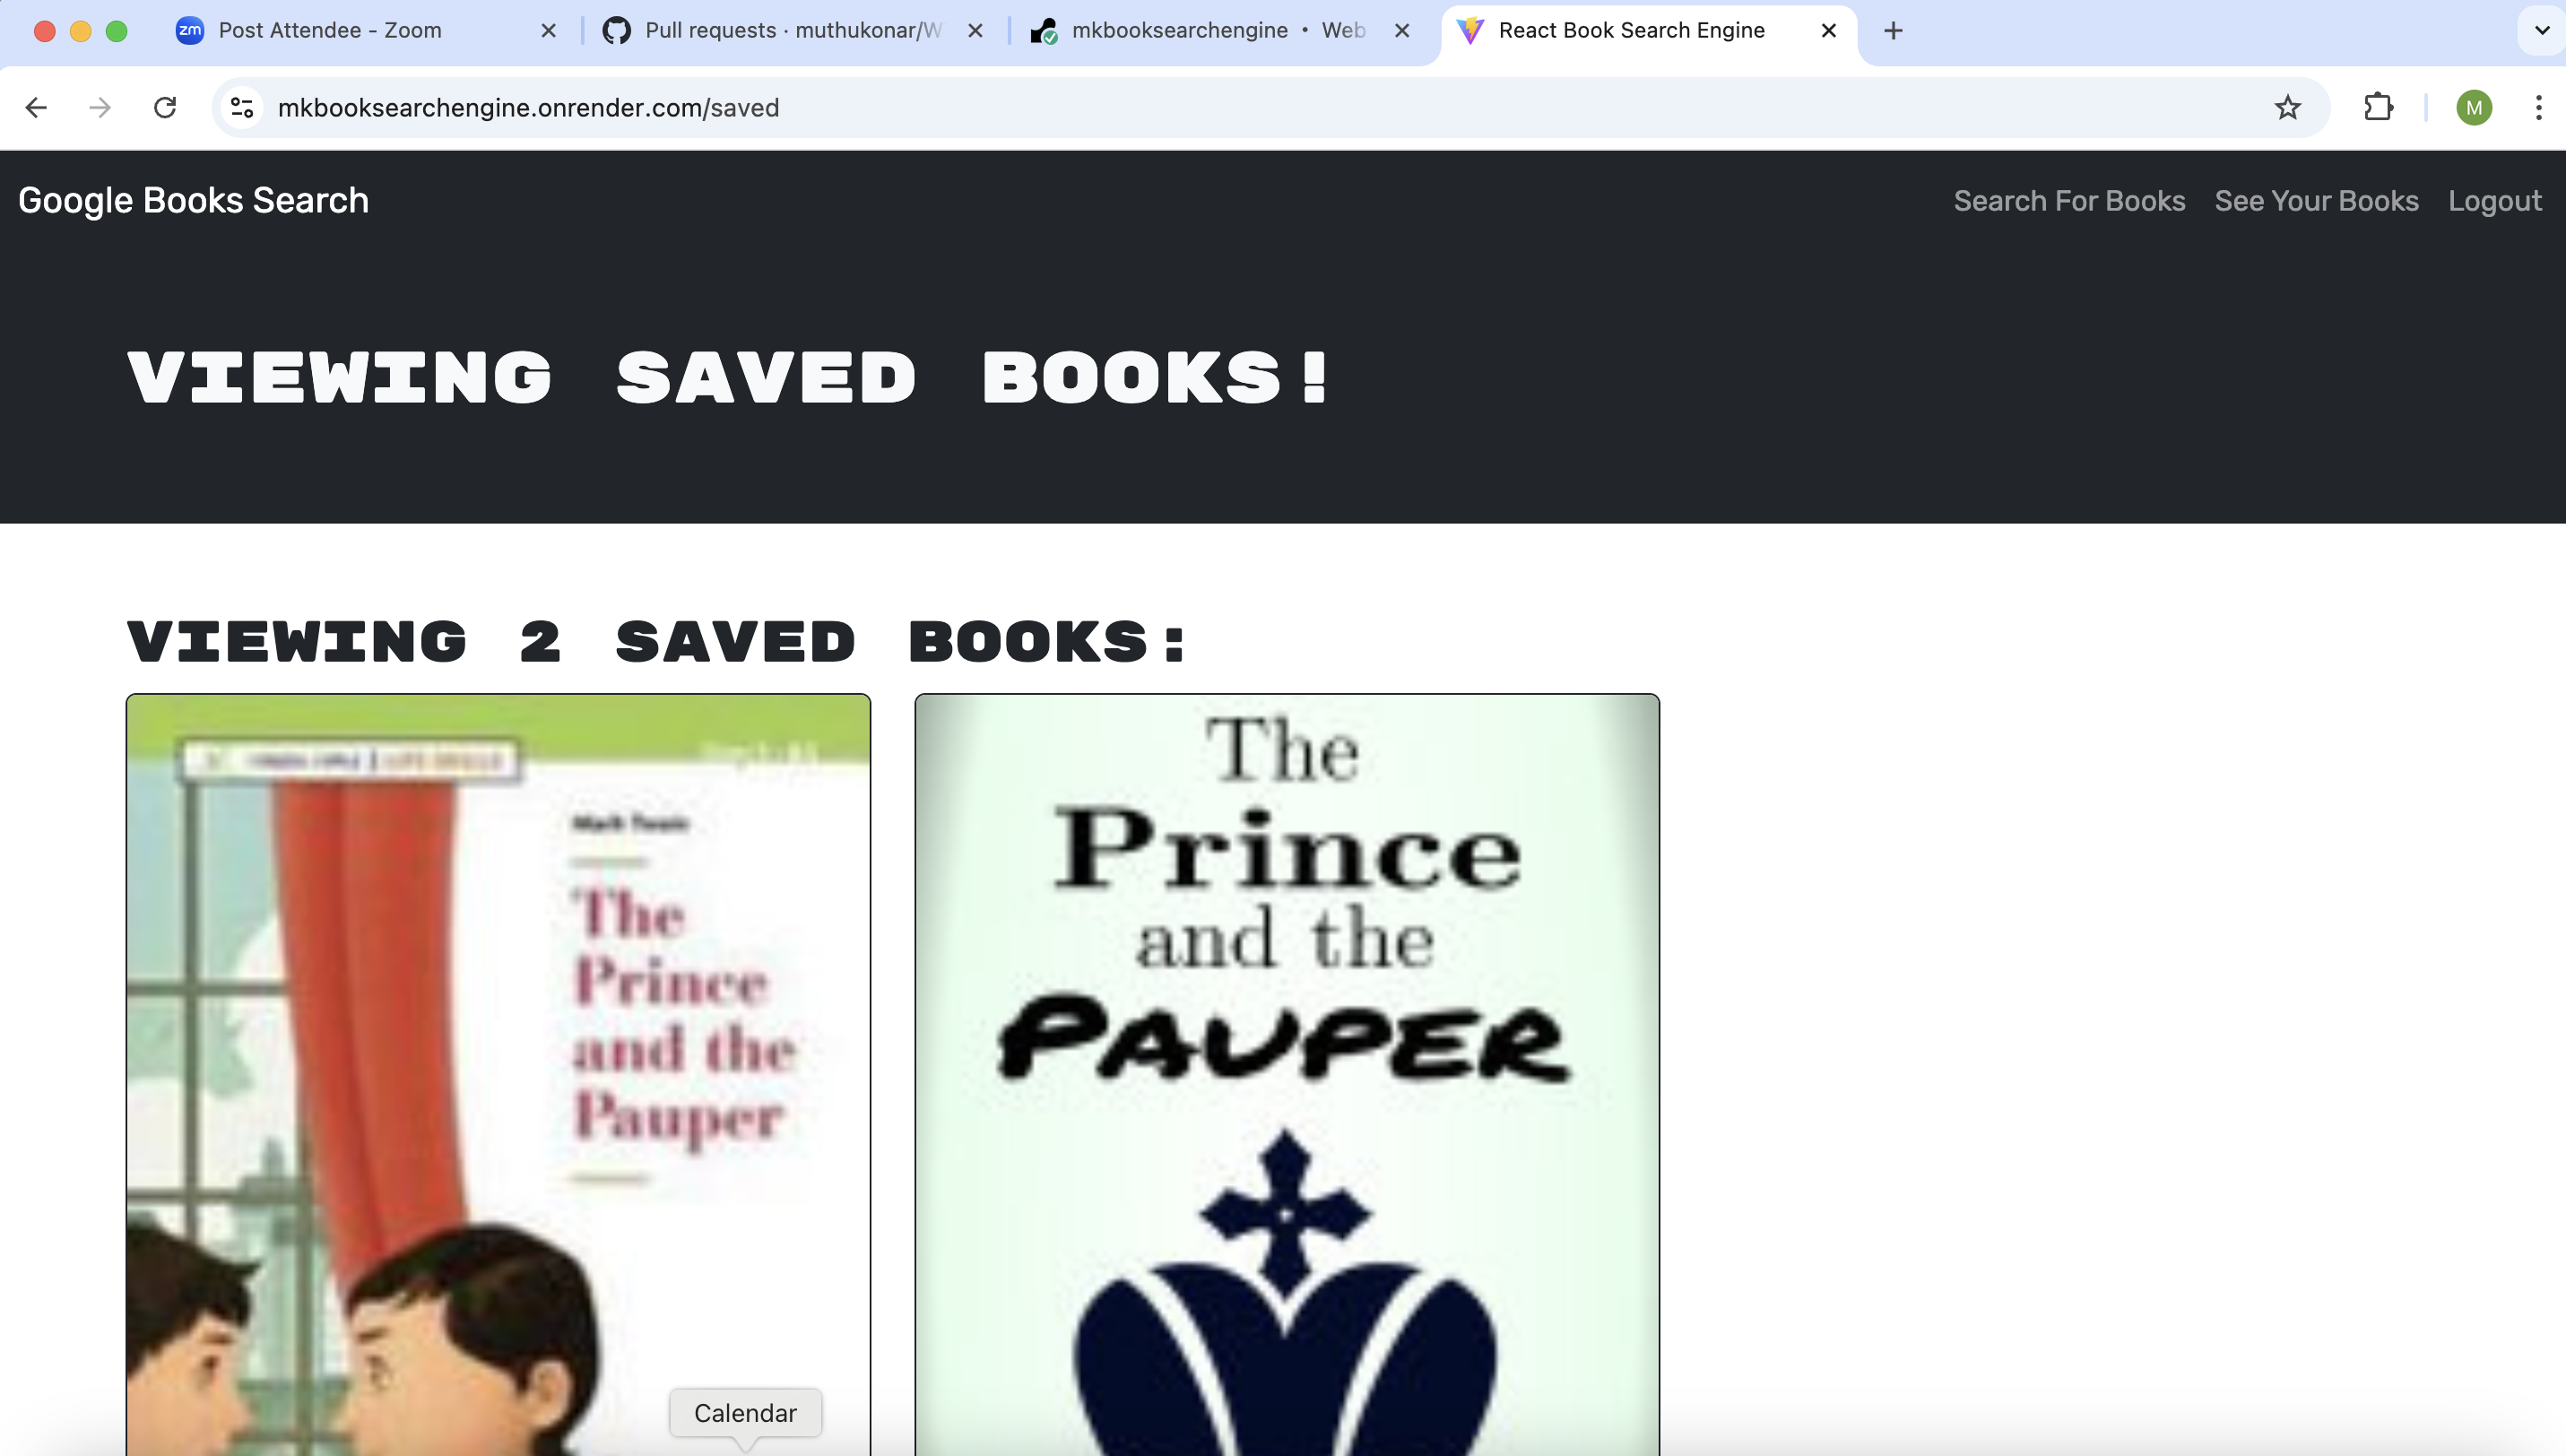 zm Post Attendee - Zoom
Pull requests · muthukonar/W
mkbooksearchengine • Web
React Book Search Engine
mkbooksearchengine.onrender.com/saved
M
Google Books Search
Search For Books See Your Books Logout
VIEWING SAVED BOOKS!
VIEWING 2 SAVED BOOKS:
Mark Twain
The
Prince
and the
Pauper
The
Prince
and the
PAUPER
Calendar